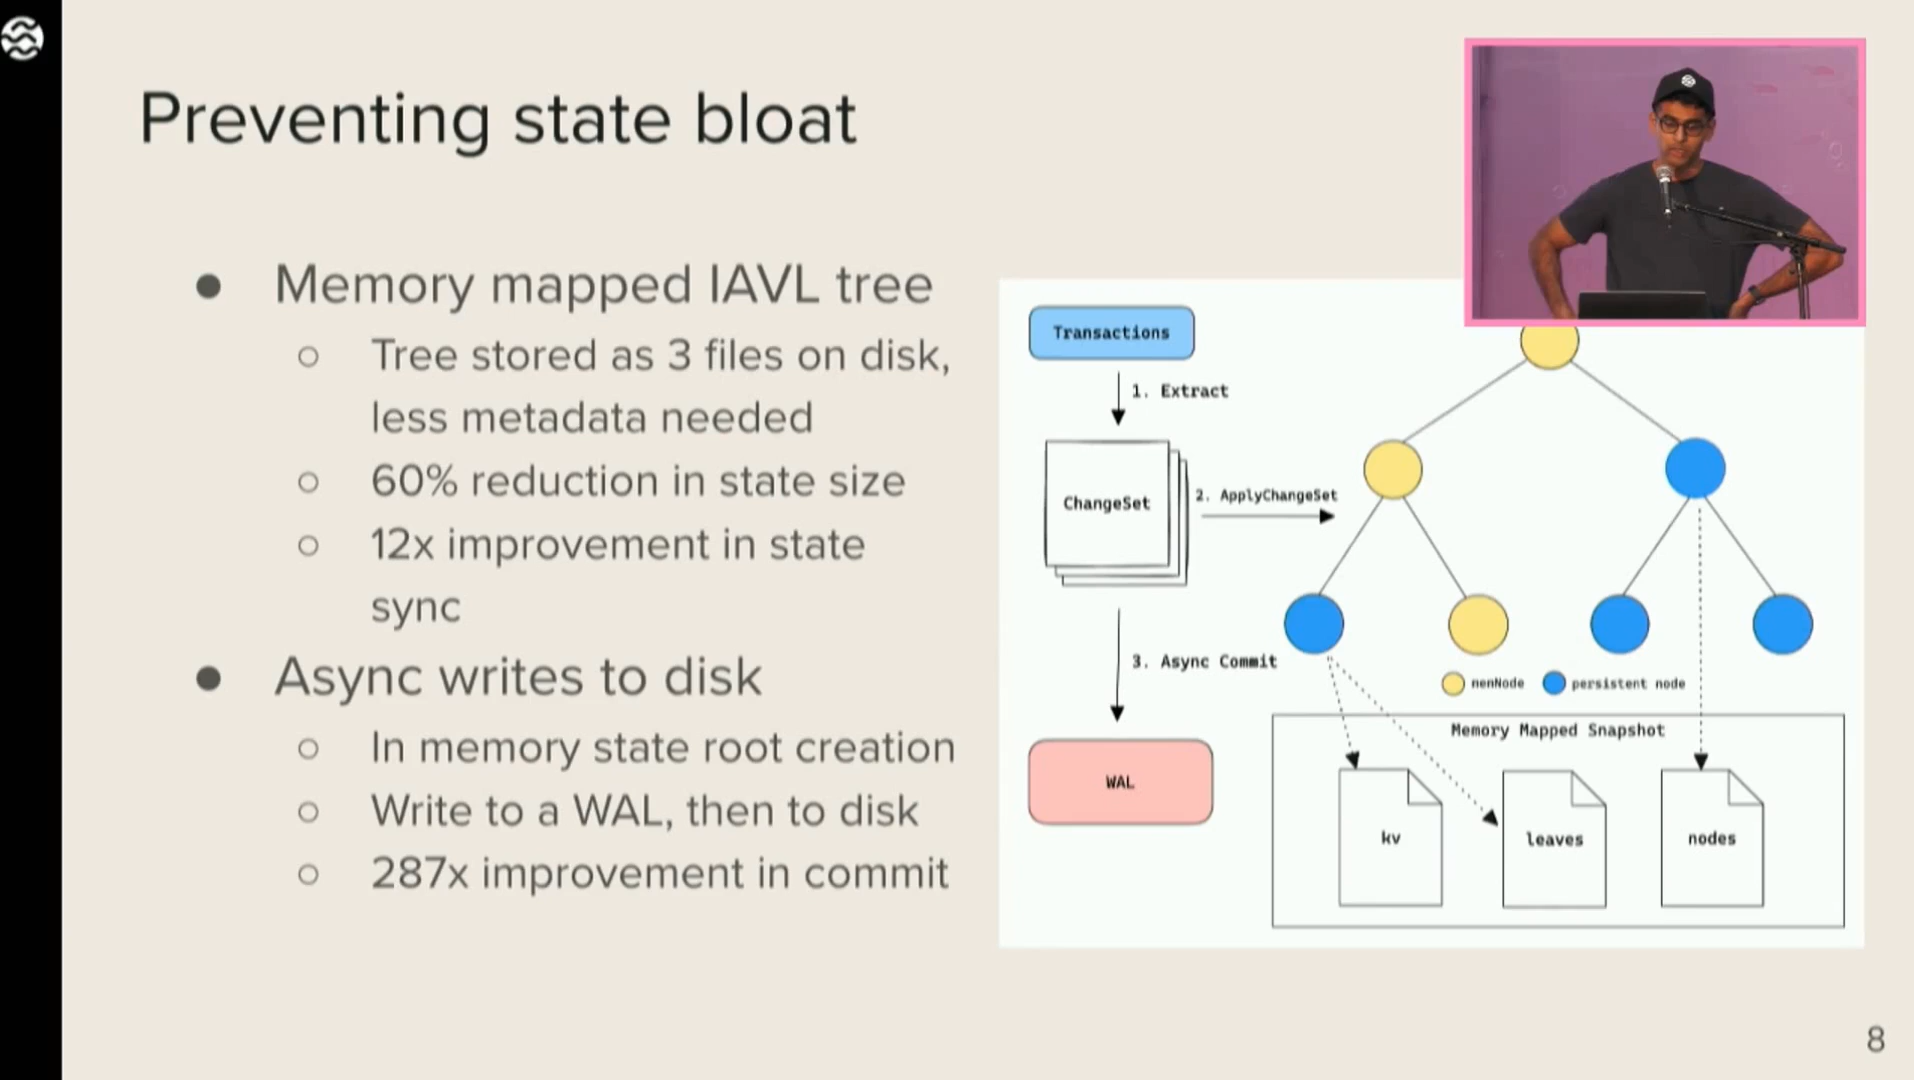 Preventing state bloat
● Memory mapped IAVL tree
○ Tree stored as 3 files on disk,
less metadata needed
○ 60% reduction in state size
○ 12x improvement in state
sync
● Async writes to disk
○ In memory state root creation
○ Write to a WAL, then to disk
○ 287x improvement in commit
Transactions
1. Extract
ChangeSet
2. ApplyChangeSet
3. Async Commit
WAL
memNode
persistent node
Memory Mapped Snapshot
kv
leaves
nodes
8